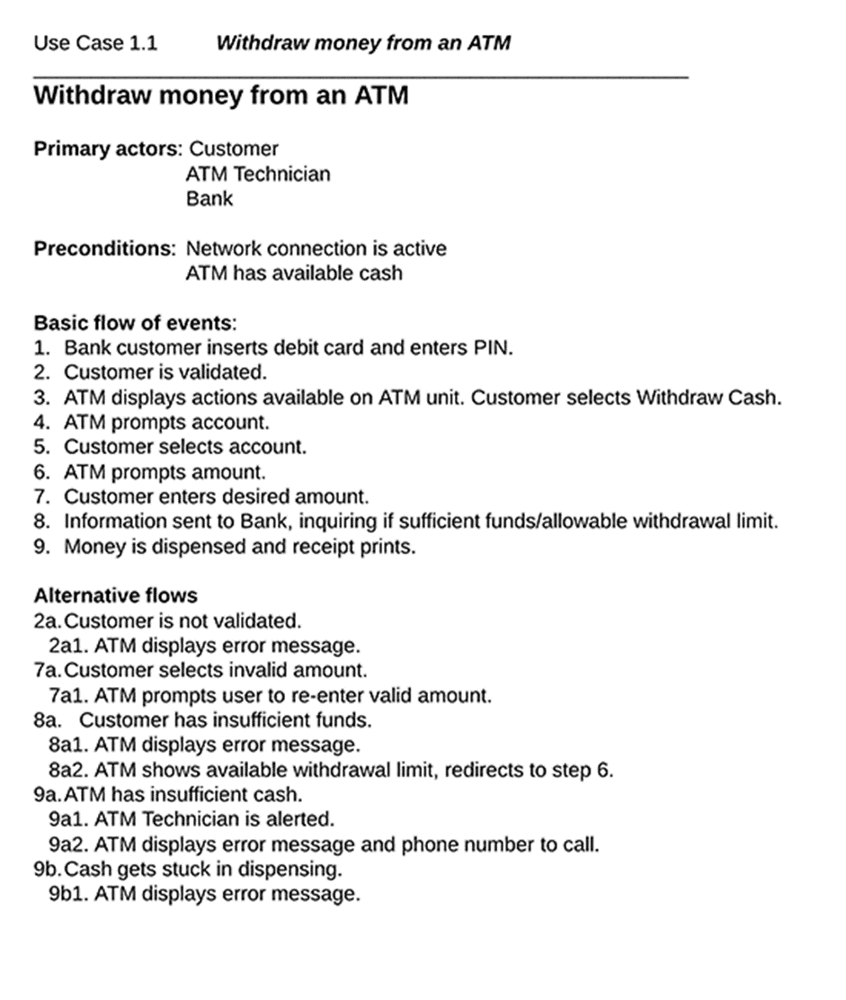 Use Case 1.1 Withdraw money from an ATM
Withdraw money from an ATM
Primary actors: Customer
ATM Technician
Bank
Preconditions: Network connection is active
ATM has available cash
Basic flow of events:
1. Bank customer inserts debit card and enters PIN.
2. Customer is validated.
3. ATM displays actions available on ATM unit. Customer selects Withdraw Cash.
4. ATM prompts account.
5. Customer selects account.
6. ATM prompts amount.
7. Customer enters desired amount.
8. Information sent to Bank, inquiring if sufficient funds/allowable withdrawal limit.
9. Money is dispensed and receipt prints.
Alternative flows
2a. Customer is not validated.
2a1. ATM displays error message.
7a. Customer selects invalid amount.
7a1. ATM prompts user to re-enter valid amount.
8a. Customer has insufficient funds.
8a1. ATM displays error message.
8a2. ATM shows available withdrawal limit, redirects to step 6.
9a. ATM has insufficient cash.
9a1. ATM Technician is alerted.
9a2. ATM displays error message and phone number to call.
9b. Cash gets stuck in dispensing.
9b1. ATM displays error message.